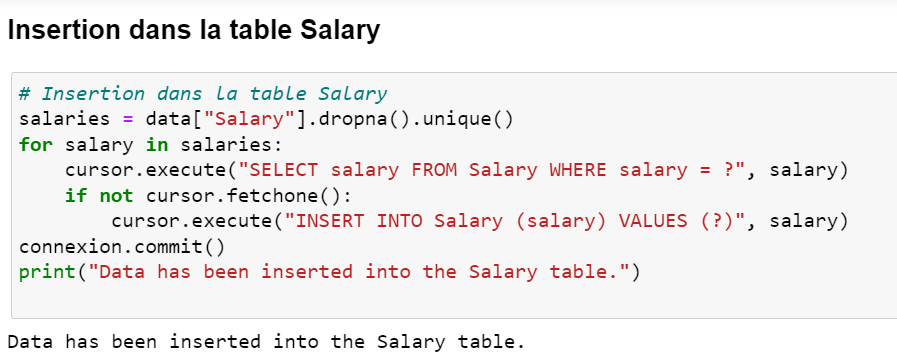 Insertion dans la table Salary
# Insertion dans la table Salary
salaries = data["Salary"].dropna().unique()
for salary in salaries:
    cursor.execute("SELECT salary FROM Salary WHERE salary = ?", salary)
    if not cursor.fetchone():
        cursor.execute("INSERT INTO Salary (salary) VALUES (?)", salary)
connexion.commit()
print("Data has been inserted into the Salary table.")
Data has been inserted into the Salary table.